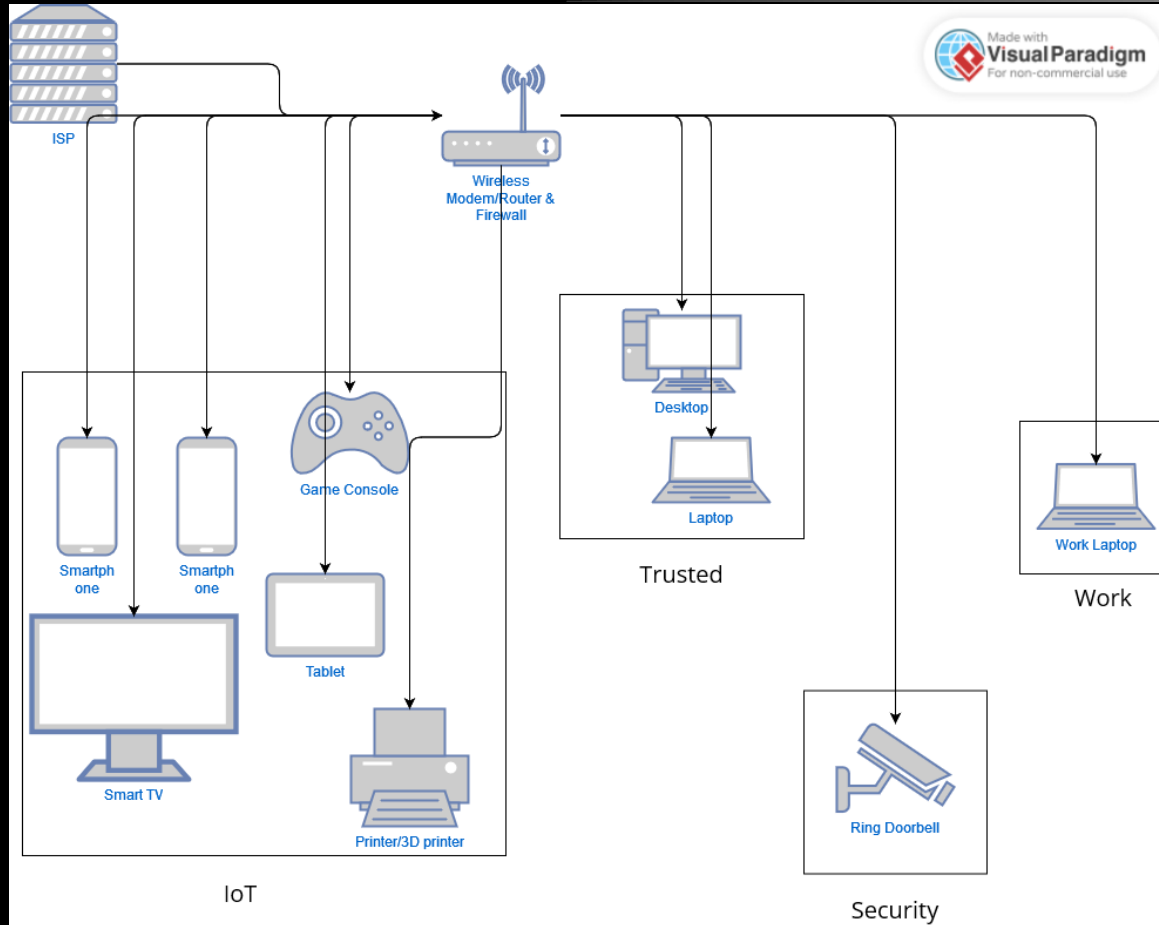 Made with
Visual Paradigm
For non-commercial use
ISP
Wireless
Modem/Router &
Firewall
Desktop
Laptop
Trusted
Work Laptop
Work
Game Console
Smartph
one
Smartph
one
Tablet
Smart TV
Printer/3D printer
IoT
Ring Doorbell
Security